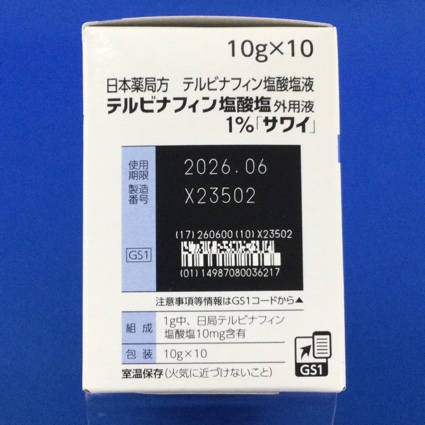 10g×10
日本薬局方 テルビナフィン塩酸塩液
テルビナフィン塩酸塩外用液
1%「サワイ」
使用期限 2026.06
製造番号 X23502
(17) 260600 (10) X23502
GS1
(01) 14987080036217
注意事項等情報はGS1コードから▲
組成 1g中、日局テルビナフィン
塩酸塩10mg含有
包装 10g×10
室温保存(火気に近づけないこと)
GS1